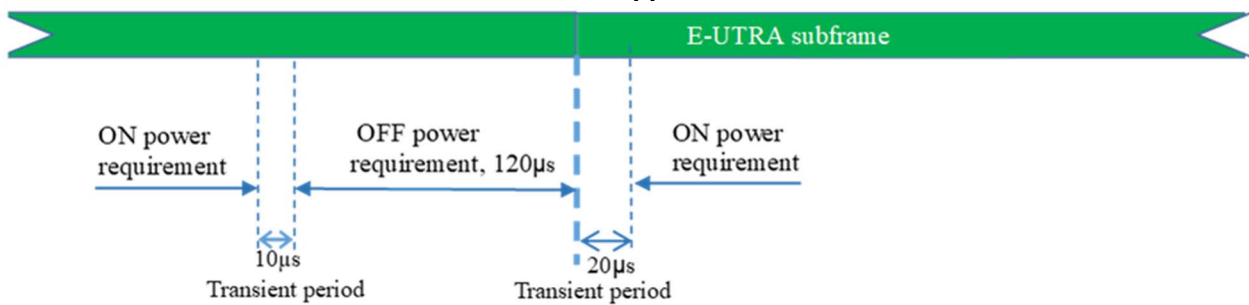 E-UTRA subframe
ON power
requirement
OFF power
requirement, 120µs
ON power
requirement
10µs
Transient period
20µs
Transient period